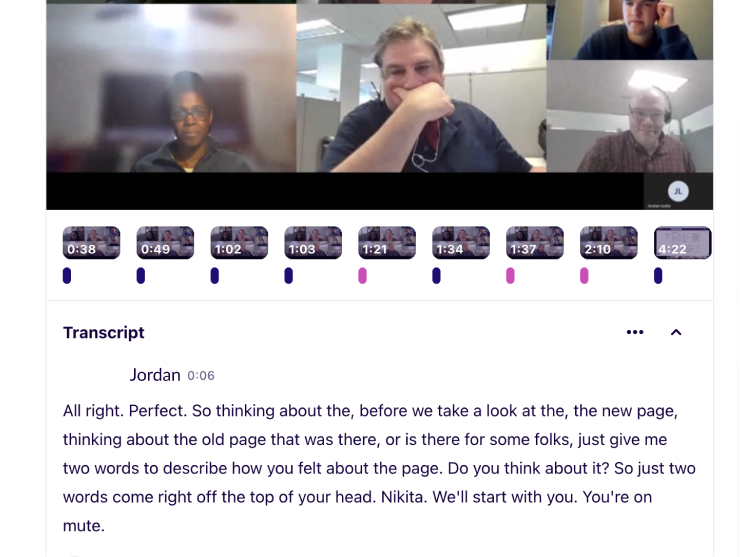 JL
0:38 0:49 1:02 1:03 1:21 1:34 1:37 2:10 4:22
Transcript
Jordan 0:06
All right. Perfect. So thinking about the, before we take a look at the, the new page,
thinking about the old page that was there, or is there for some folks, just give me
two words to describe how you felt about the page. Do you think about it? So just two
words come right off the top of your head. Nikita. We'll start with you. You're on
mute.